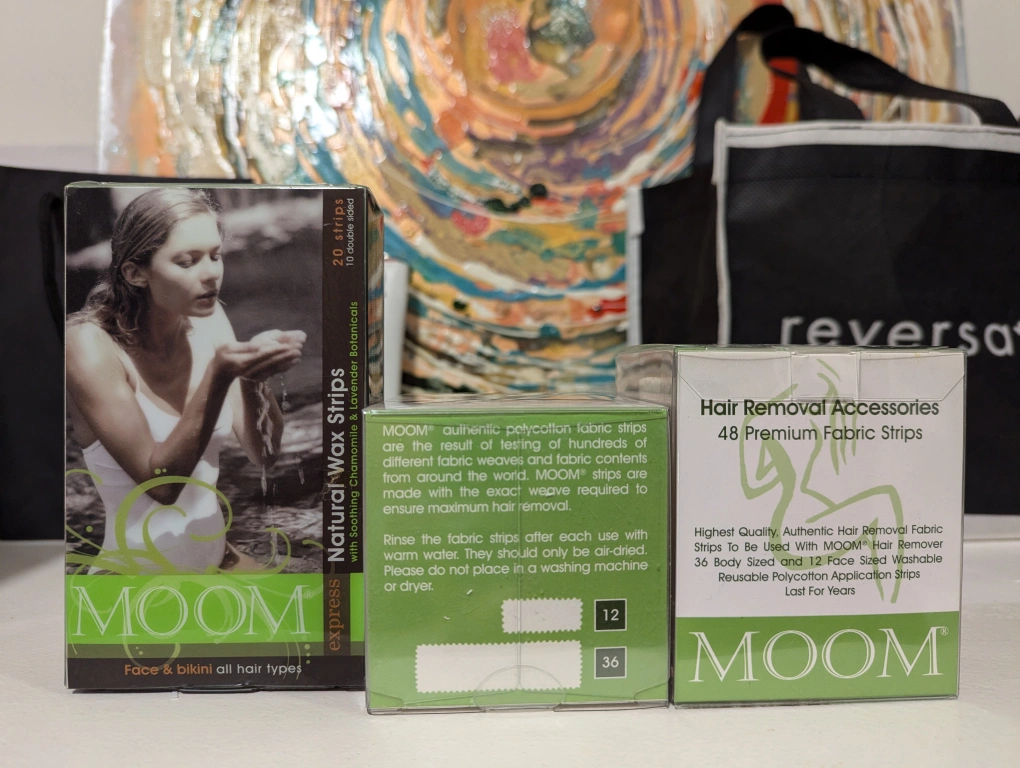 20 strips
10 double sided
express Natural Wax Strips
with Soothing Chamomile & Lavender Botanicals
MOOM®
Face & bikini all hair types
MOOM® authentic polycotton fabric strips
are the result of testing of hundreds of
different fabric weaves and fabric contents
from around the world. MOOM® strips are
made with the exact weave required to
ensure maximum hair removal.
Rinse the fabric strips after each use with
warm water. They should only be air-dried.
Please do not place in a washing machine
or dryer.
12
36
Hair Removal Accessories
48 Premium Fabric Strips
Highest Quality, Authentic Hair Removal Fabric
Strips To Be Used With MOOM® Hair Remover
36 Body Sized and 12 Face Sized Washable
Reusable Polycotton Application Strips
Last For Years
MOOM®
reversa